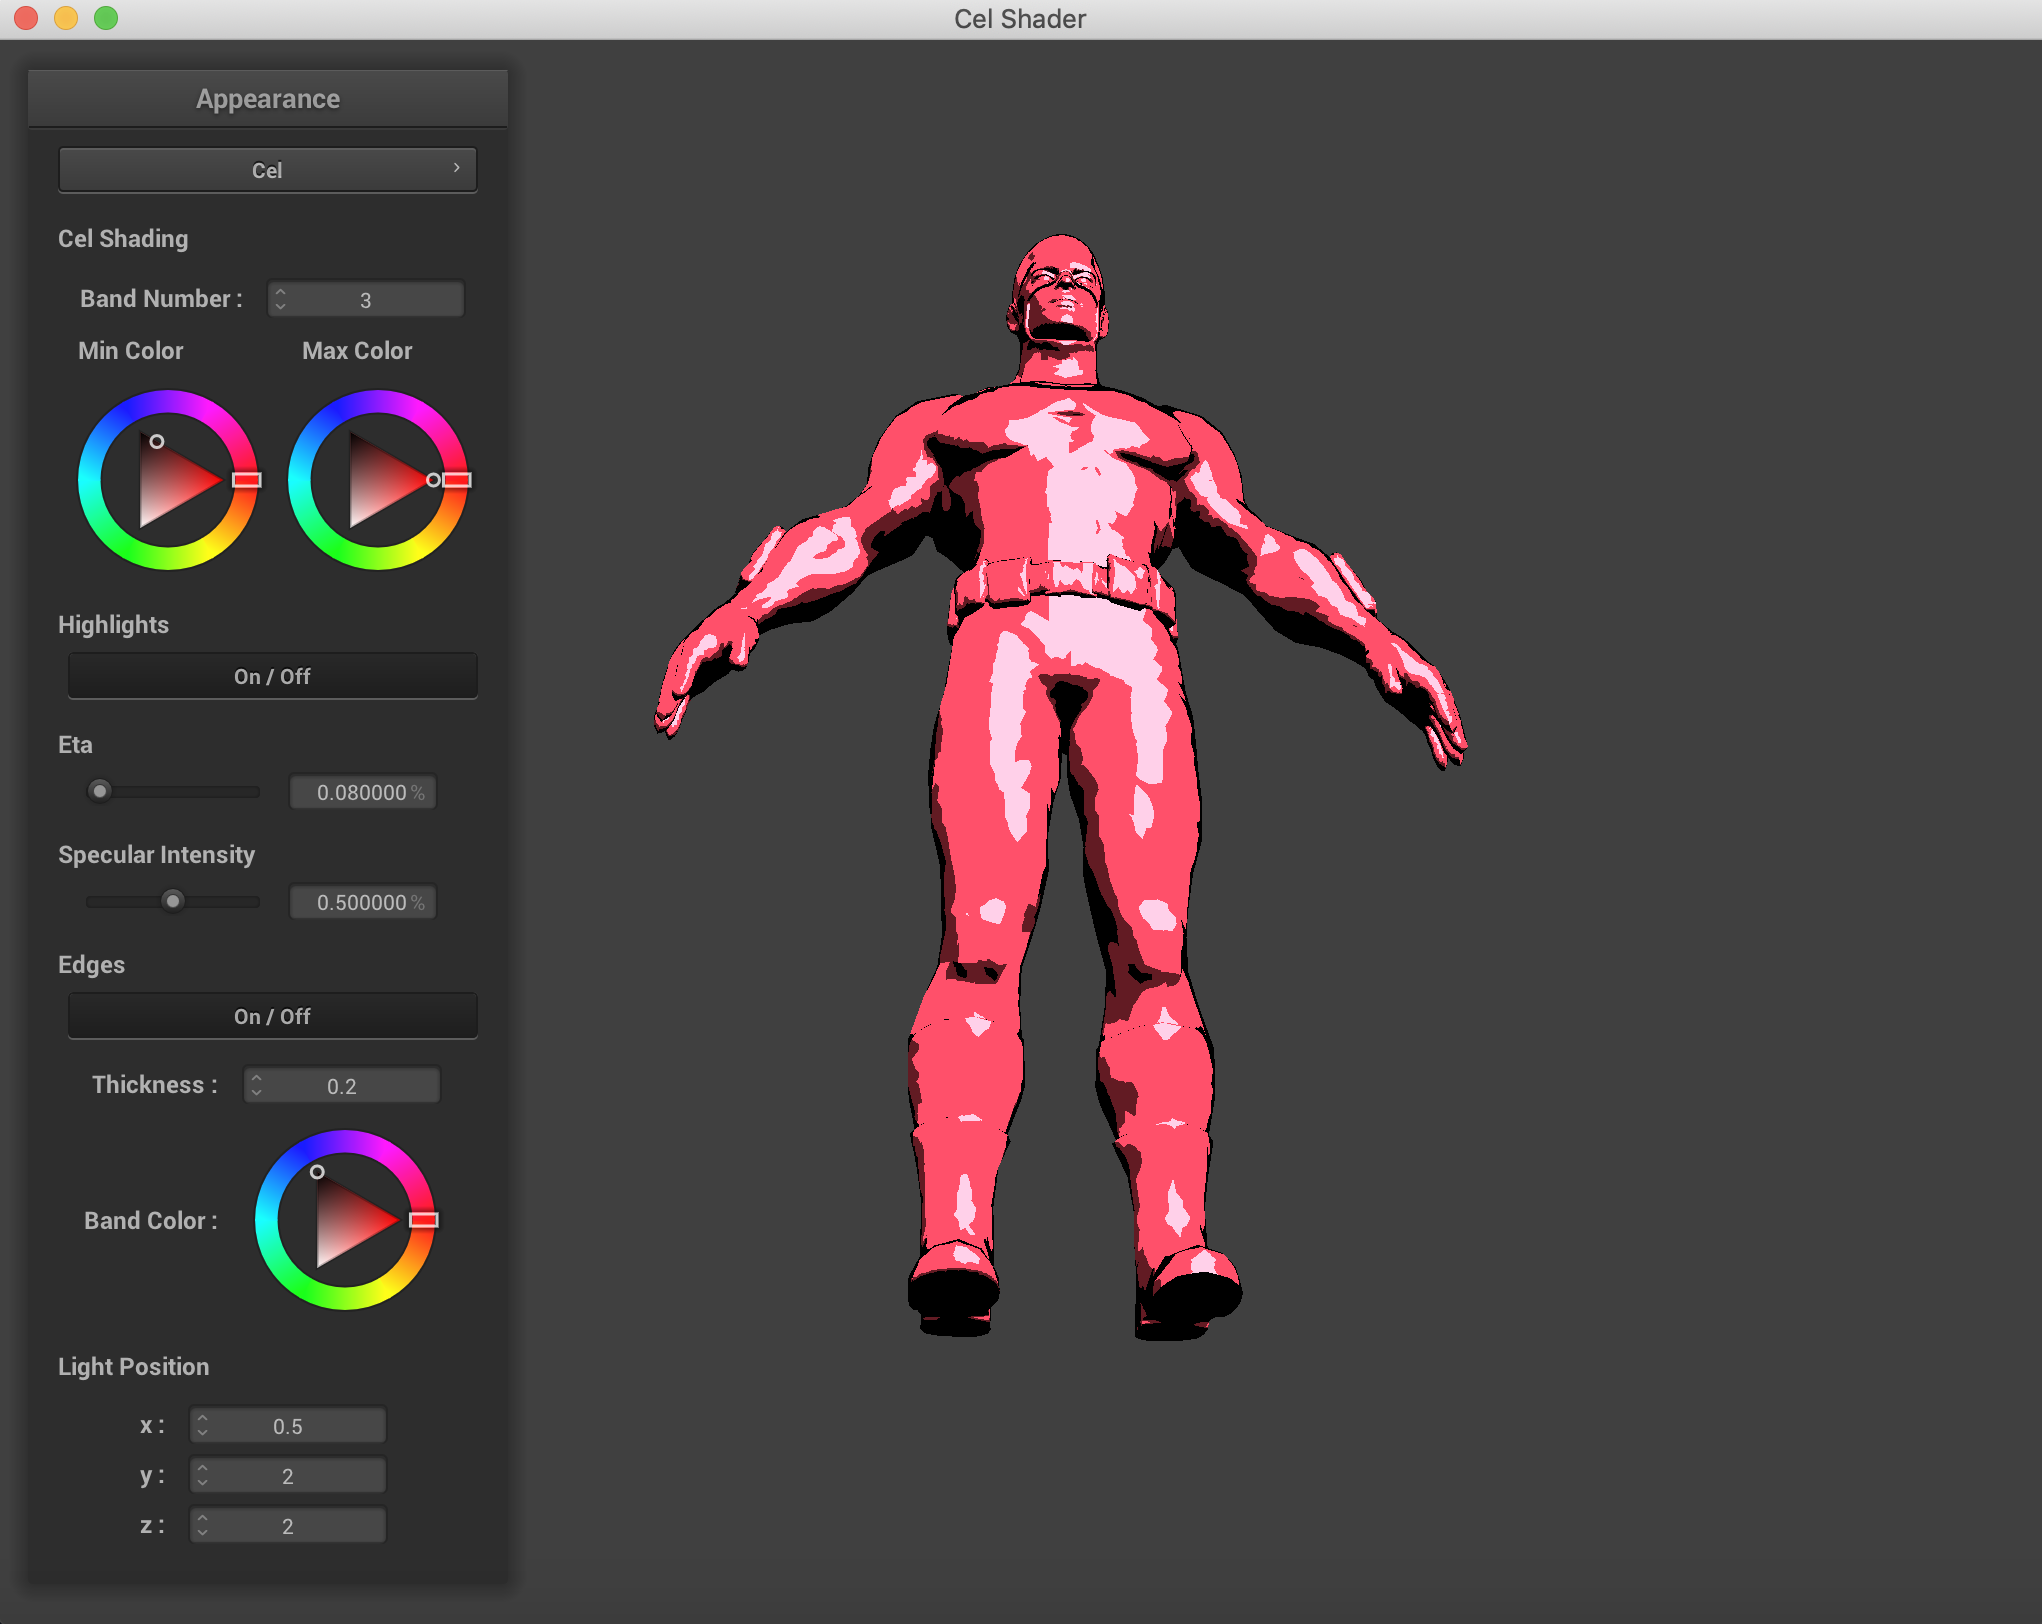 Cel Shader
Appearance
Cel
Cel Shading
Band Number : 3
Min Color Max Color
Highlights
On / Off
Eta
0.080000 %
Specular Intensity
0.500000 %
Edges
On / Off
Thickness : 0.2
Band Color :
Light Position
x : 0.5
y : 2
z : 2